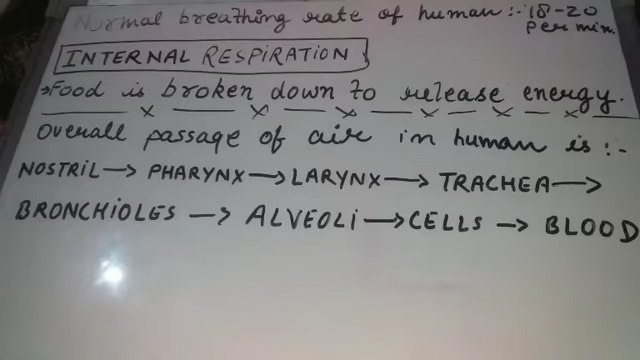 Normal breathing rate of human:- 18-20 per min.
INTERNAL RESPIRATION
→Food is broken down to release energy.
Overall passage of air in human is :-
NOSTRIL → PHARYNX → LARYNX → TRACHEA →
BRONCHIOLES → ALVEOLI → CELLS → BLOOD